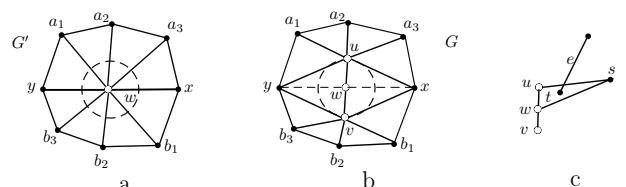 G' a₁ a₂ a₃ y w x b₃ b₂ b₁
a
a₁ a₂ a₃ G u y w x v b₃ b₂ b₁
b
e u s t w v
c